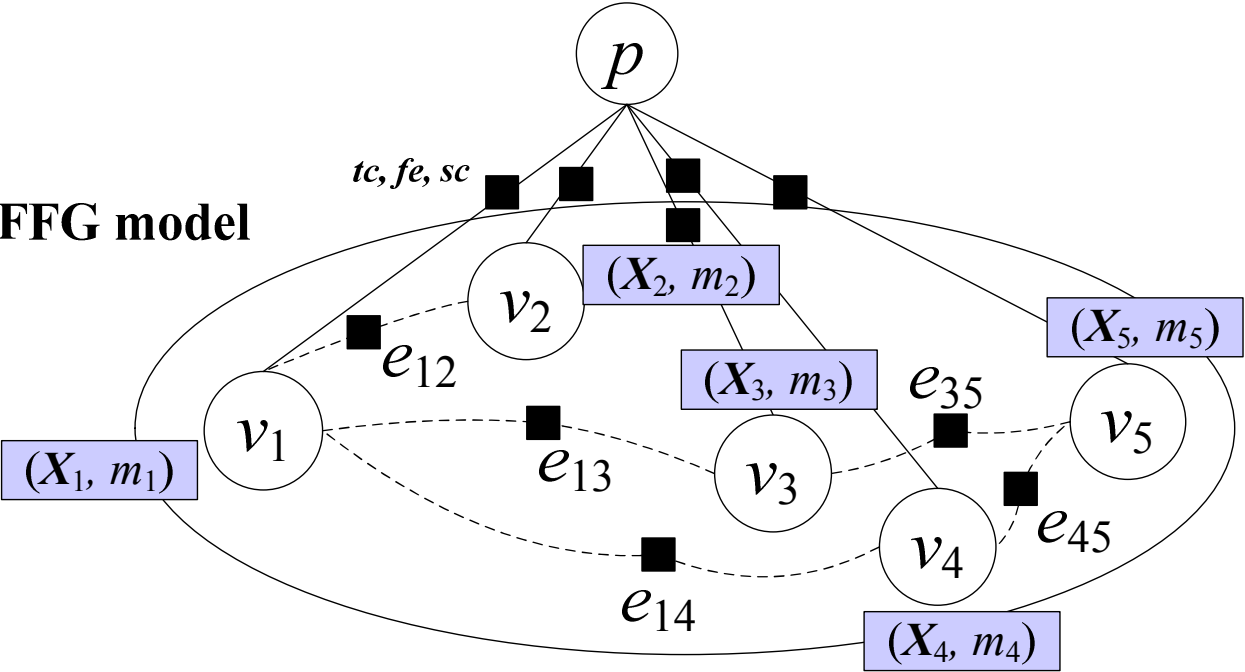 p
tc, fe, sc
FFG model
v2
(X2, m2)
(X5, m5)
e12
(X3, m3)
e35
v1
v5
(X1, m1)
e13
v3
e45
v4
e14
(X4, m4)